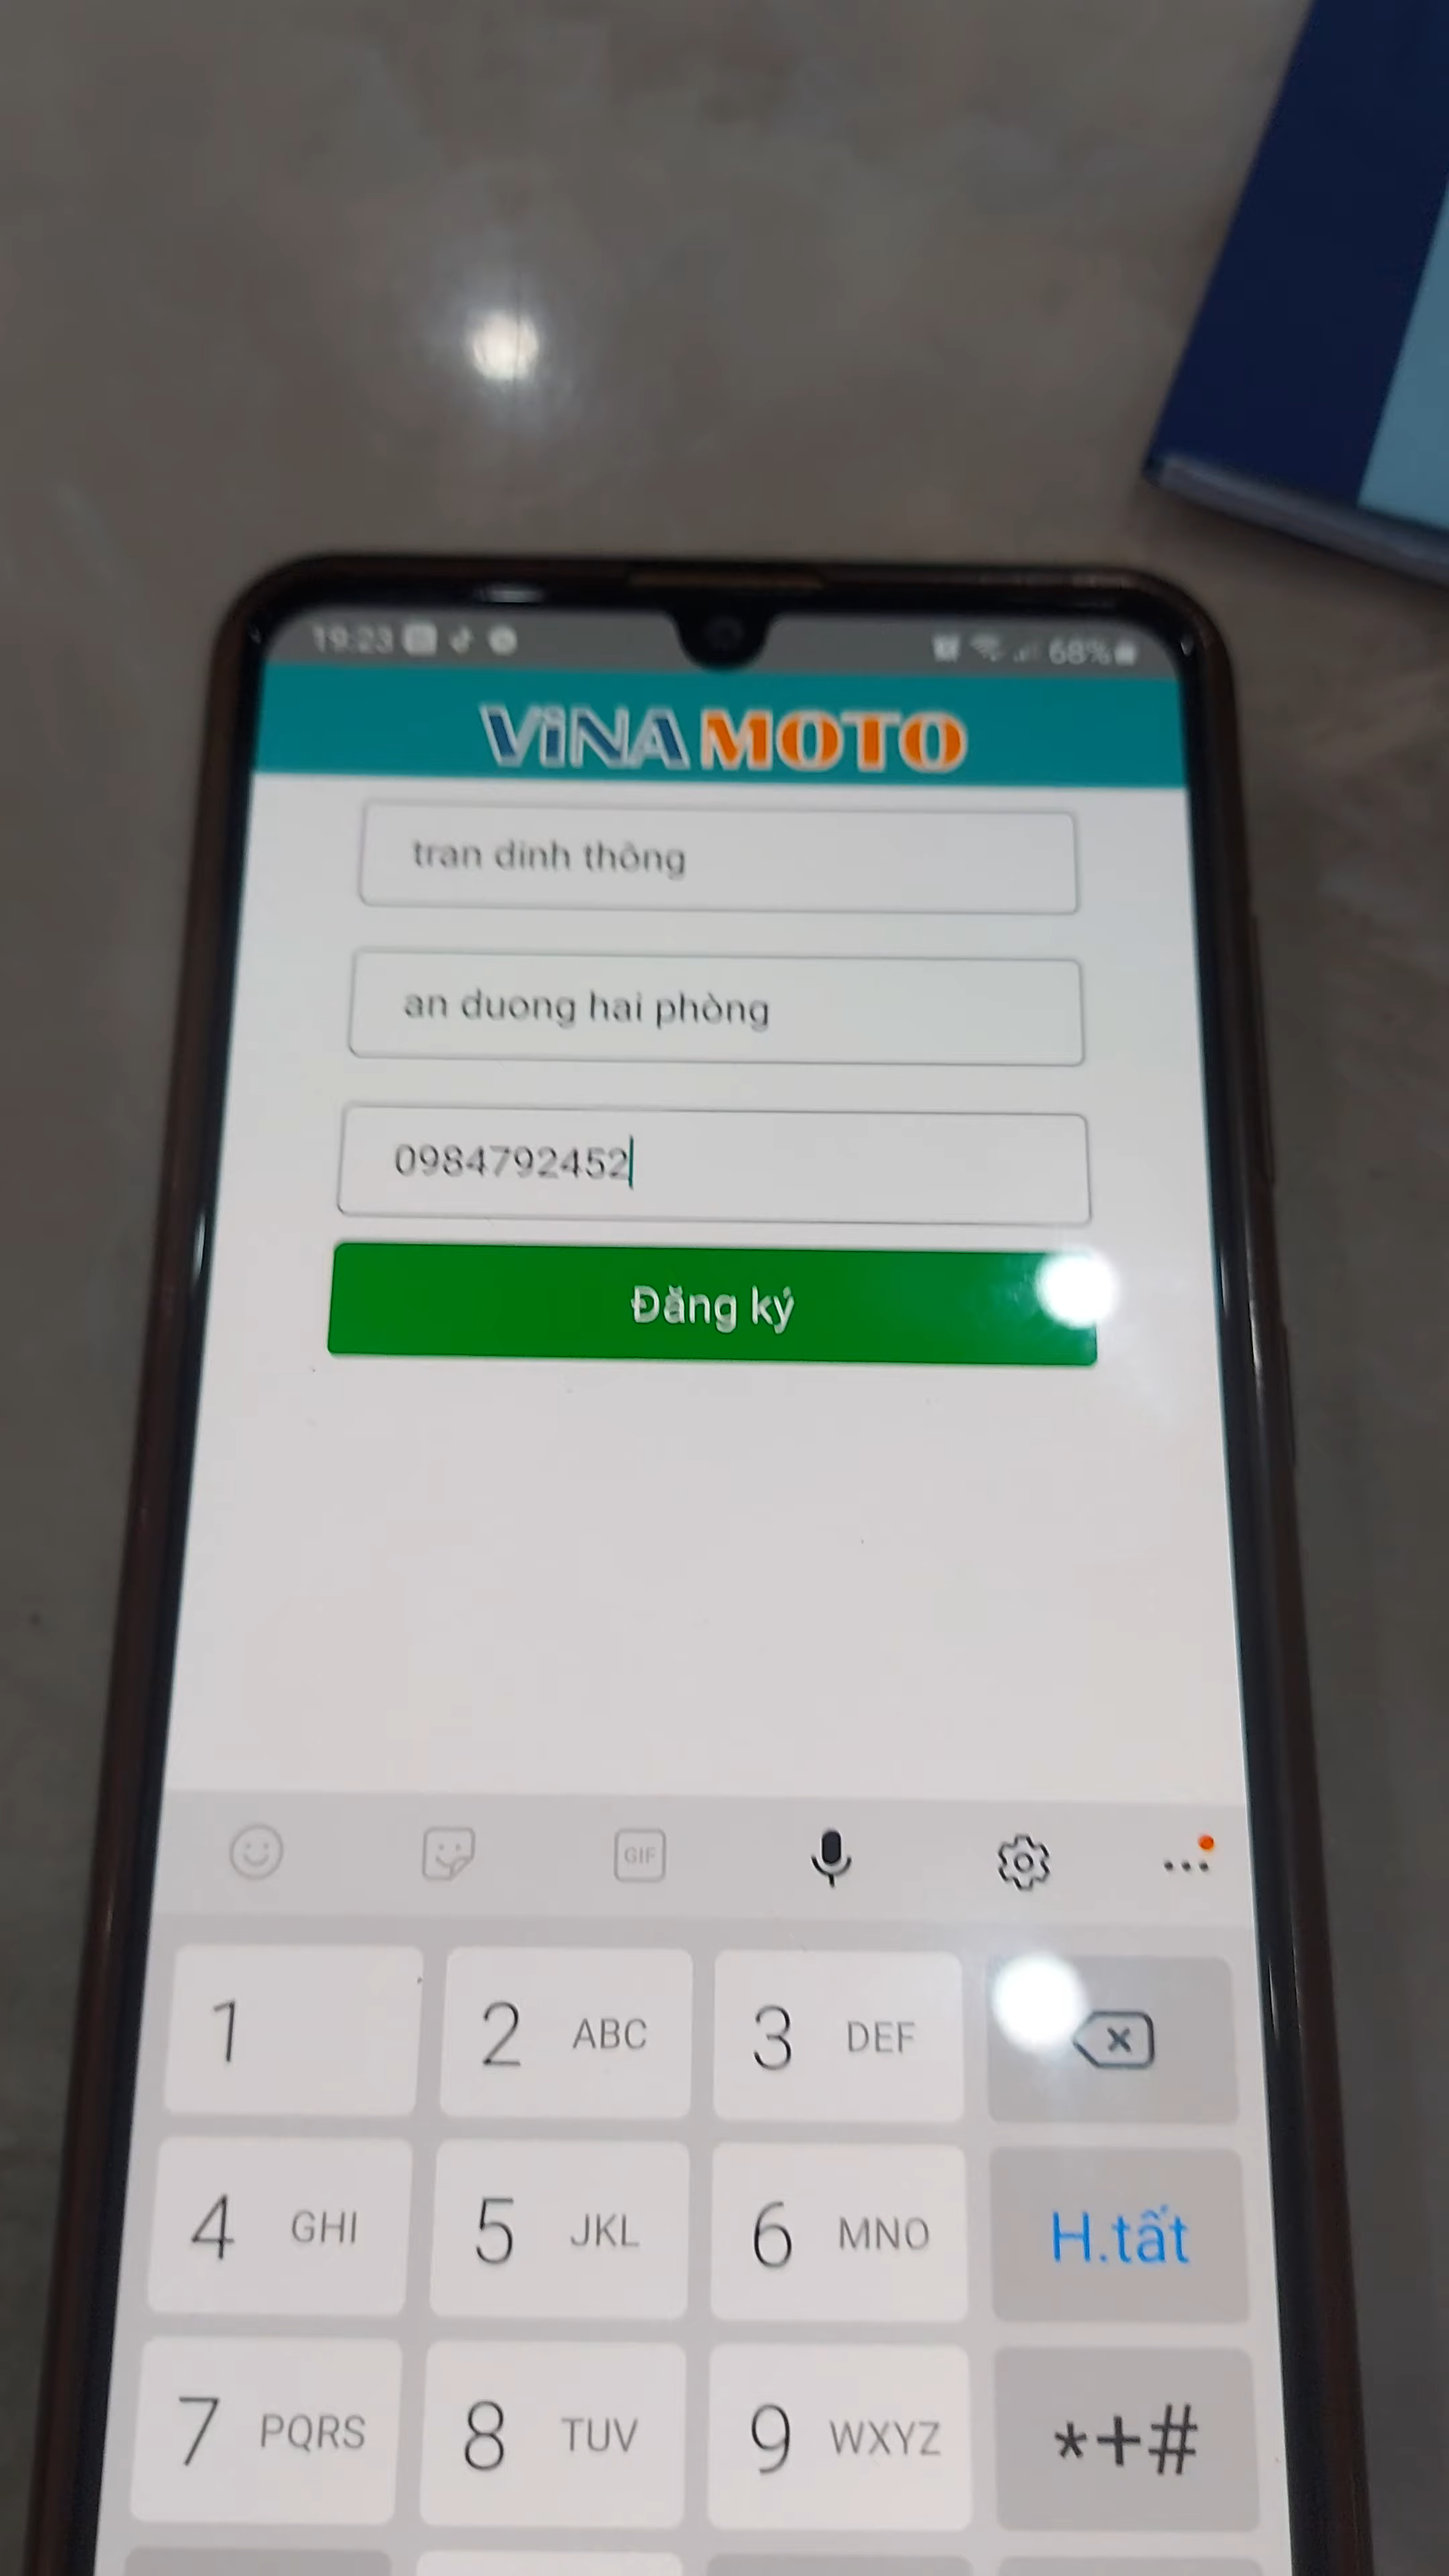 19:23
68%
ViNA MOTO
tran dinh thông
an duong hai phòng
0984792452
Đăng ký
GIF
1
2 ABC
3 DEF
4 GHI
5 JKL
6 MNO
H.tất
7 PQRS
8 TUV
9 WXYZ
*+#